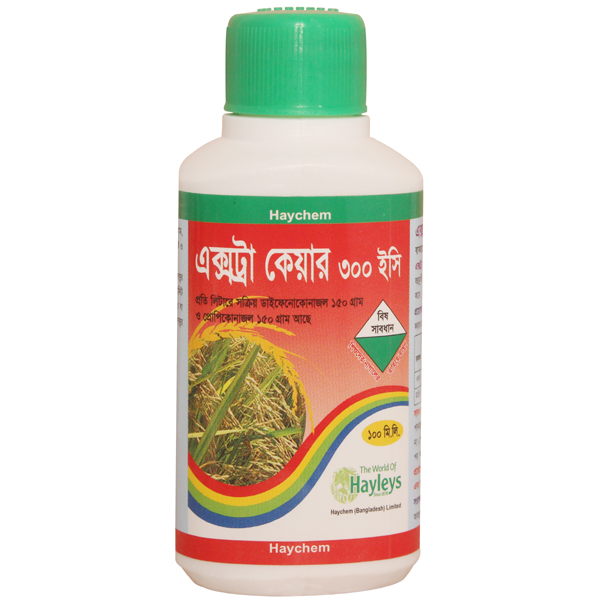 Haychem
এক্সট্রা কেয়ার ৩০০ ইসি
প্রতি লিটারে সক্রিয় ডাইফেনোকোনাজল ১৫০ গ্রাম
ও প্রোপিকোনাজল ১৫০ গ্রাম আছে
বিষ
সাবধান
১০০ মি.লি.
The World Of
Hayleys
Haychem (Bangladesh) Limited
Haychem